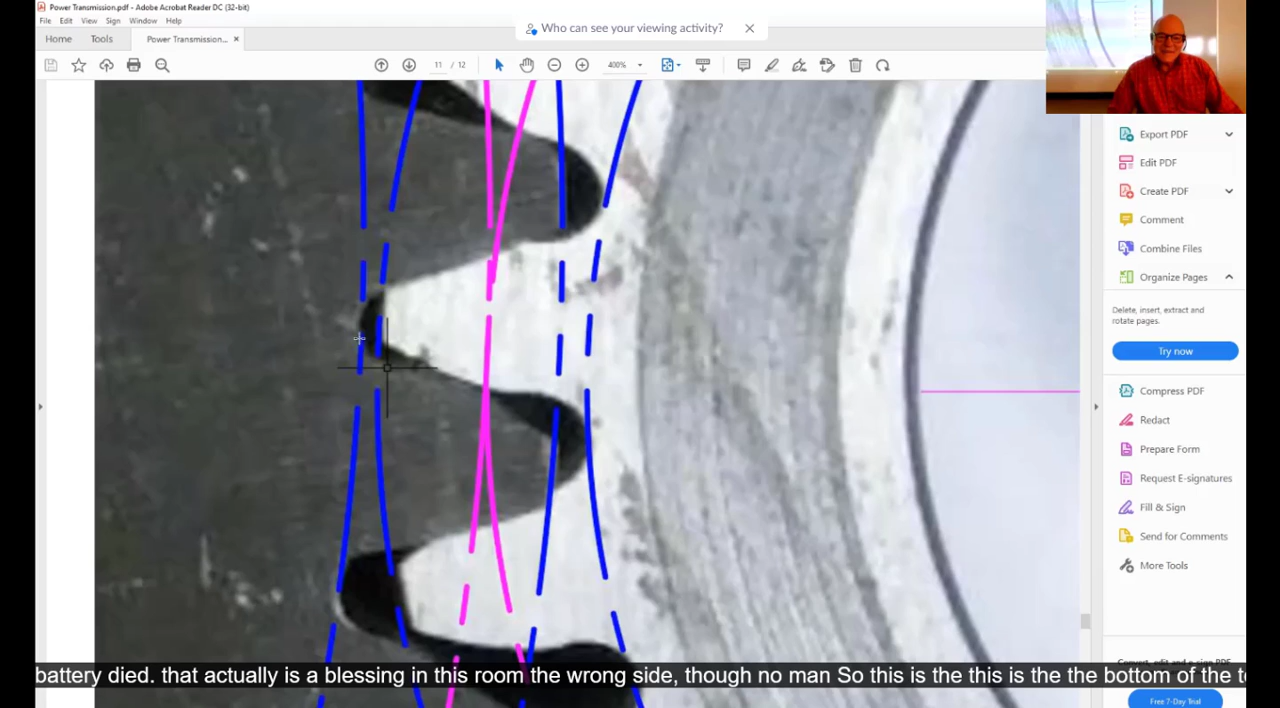 Power Transmission.pdf - Adobe Acrobat Reader DC (32-bit)
File Edit View Sign Window Help
Who can see your viewing activity?
Home Tools Power Transmission...
11 / 12
400%
Export PDF
Edit PDF
Create PDF
Comment
Combine Files
Organize Pages
Delete, insert, extract and
rotate pages.
Try now
Compress PDF
Redact
Prepare Form
Request E-signatures
Fill & Sign
Send for Comments
More Tools
battery died. that actually is a blessing in this room the wrong side, though no man So this is the this is the the bottom of the
Free 7-Day Trial